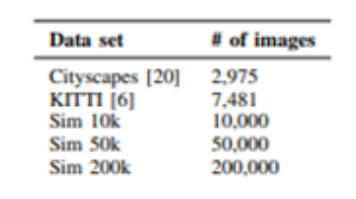 Data set # of images
Cityscapes [20] 2,975
KITTI [6] 7,481
Sim 10k 10,000
Sim 50k 50,000
Sim 200k 200,000